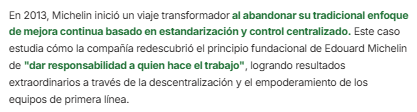 En 2013, Michelin inició un viaje transformador al abandonar su tradicional enfoque
de mejora continua basado en estandarización y control centralizado. Este caso
estudia cómo la compañía redescubrió el principio fundacional de Edouard Michelin
de "dar responsabilidad a quien hace el trabajo", logrando resultados
extraordinarios a través de la descentralización y el empoderamiento de los
equipos de primera línea.